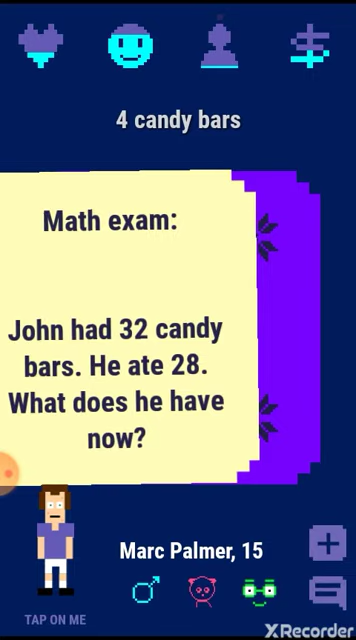 4 candy bars
Math exam:
John had 32 candy
bars. He ate 28.
What does he have
now?
Marc Palmer, 15
TAP ON ME
XRecorder